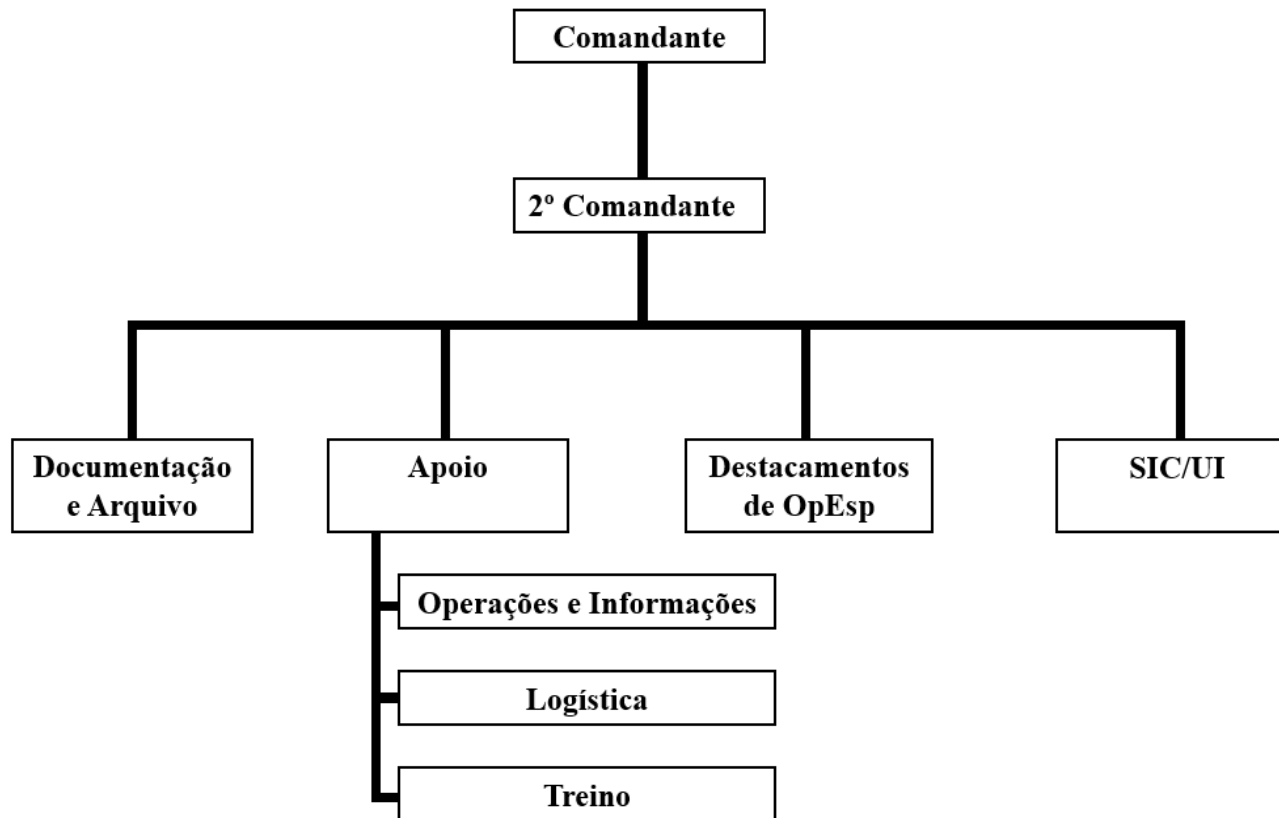 Comandante
2º Comandante
Documentação
e Arquivo
Apoio
Destacamentos
de OpEsp
SIC/UI
Operações e Informações
Logística
Treino